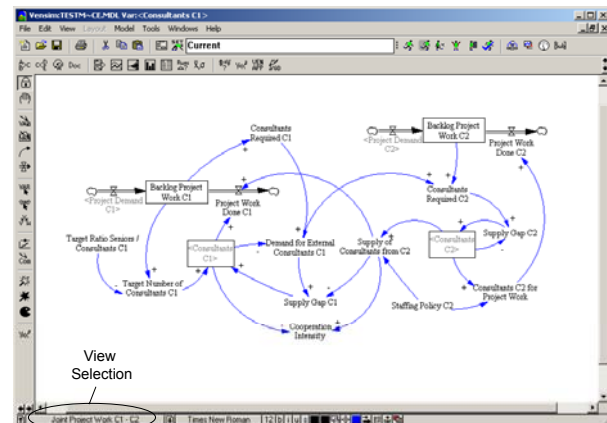 Vensim:TESTM~CE.MDL Var:<Consultants C1>
File Edit View Layout Model Tools Windows Help
Current
Doc
Consultants
Required C1
<Project Demand
C2>
Backlog Project
Work C2
Project Work
Done C2
<Project Demand
C1>
Backlog Project
Work C1
Project Work
Done C1
Consultants
Required C2
Target Ratio Seniors /
Consultants C1
<Consultants
C1>
Demand for External
Consultants C1
Supply of
Consultants from C2
<Consultants
C2>
Supply Gap C2
Target Number of
Consultants C1
Supply Gap C1
Staffing Policy C2
Consultants C2 for
Project Work
Cooperation
Intensity
View
Selection
Joint Project Work C1 - C2
Times New Roman
12 b i u s